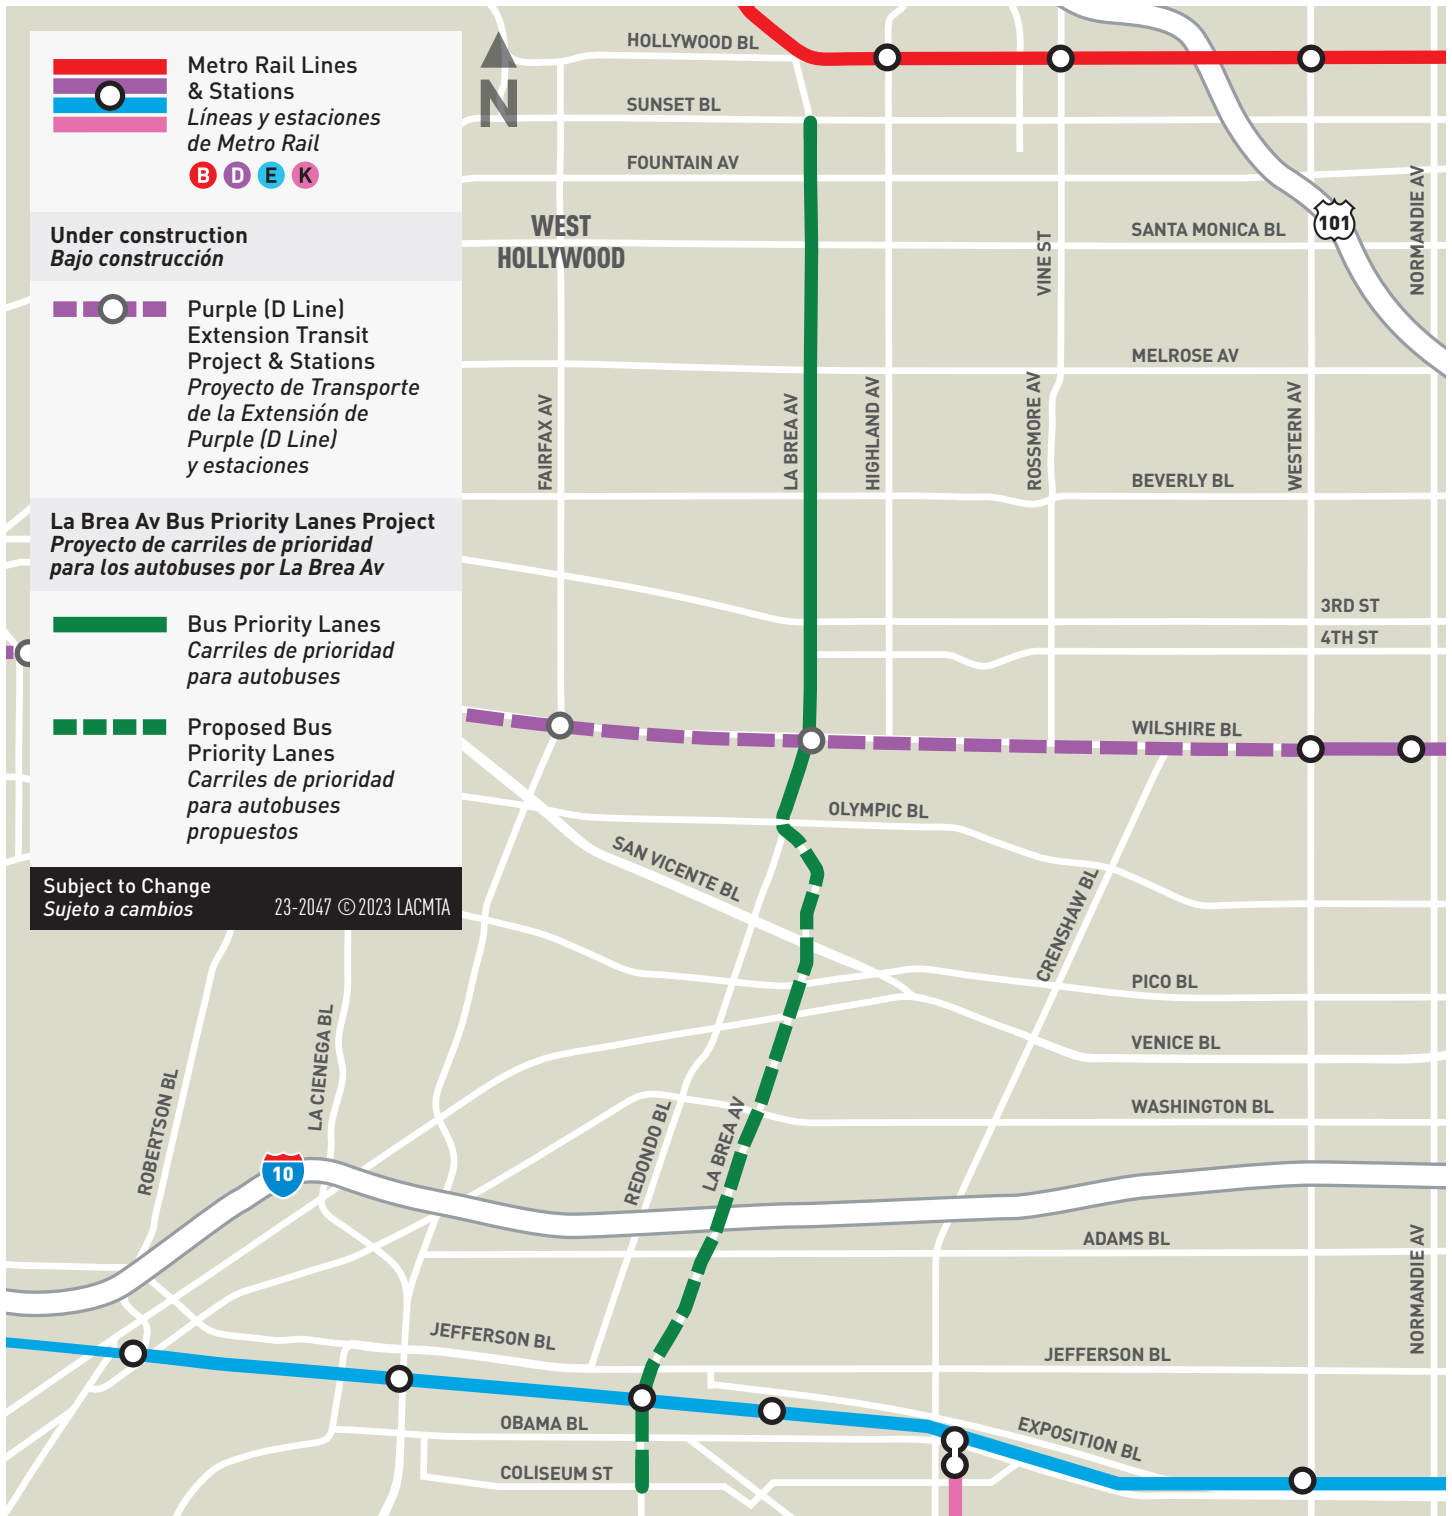 Metro Rail Lines
& Stations
Líneas y estaciones
de Metro Rail
B D E K
Under construction
Bajo construcción
Purple (D Line)
Extension Transit
Project & Stations
Proyecto de Transporte
de la Extensión de
Purple (D Line)
y estaciones
La Brea Av Bus Priority Lanes Project
Proyecto de carriles de prioridad
para los autobuses por La Brea Av
Bus Priority Lanes
Carriles de prioridad
para autobuses
Proposed Bus
Priority Lanes
Carriles de prioridad
para autobuses
propuestos
Subject to Change
Sujeto a cambios
23-2047 ©2023 LACMTA
N
HOLLYWOOD BL
SUNSET BL
FOUNTAIN AV
WEST
HOLLYWOOD
SANTA MONICA BL
101
NORMANDIE AV
VINE ST
MELROSE AV
FAIRFAX AV
LA BREA AV
HIGHLAND AV
ROSSMORE AV
WESTERN AV
BEVERLY BL
3RD ST
4TH ST
WILSHIRE BL
OLYMPIC BL
SAN VICENTE BL
CRENSHAW BL
PICO BL
VENICE BL
WASHINGTON BL
ROBERTSON BL
LA CIENEGA BL
REDONDO BL
LA BREA AV
10
ADAMS BL
NORMANDIE AV
JEFFERSON BL
JEFFERSON BL
OBAMA BL
EXPOSITION BL
COLISEUM ST